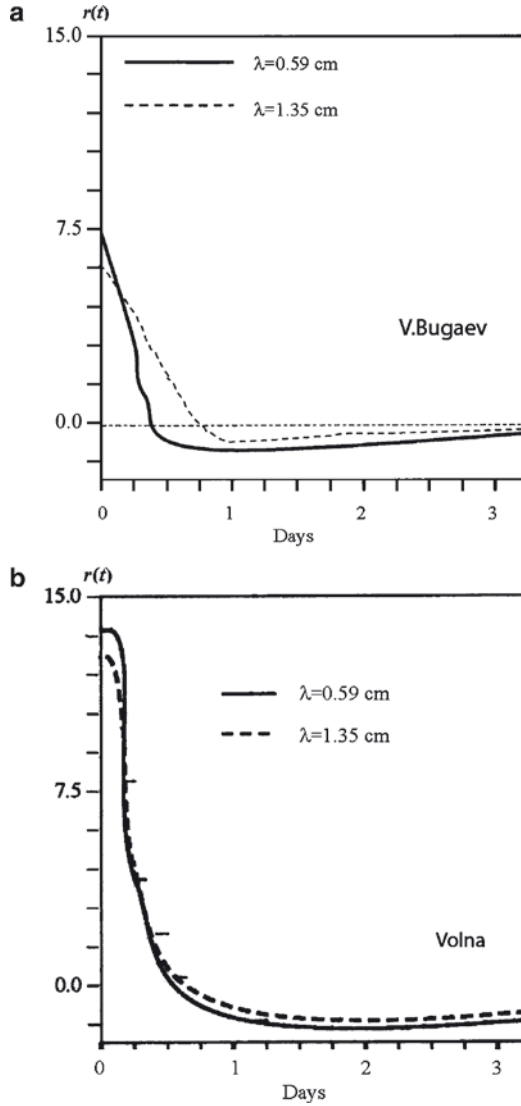 a
r(t)
15.0
λ=0.59 cm
λ=1.35 cm
7.5
V.Bugaev
0.0
0 1 2 3
Days
b
r(t)
15.0
λ=0.59 cm
λ=1.35 cm
7.5
Volna
0.0
0 1 2 3
Days